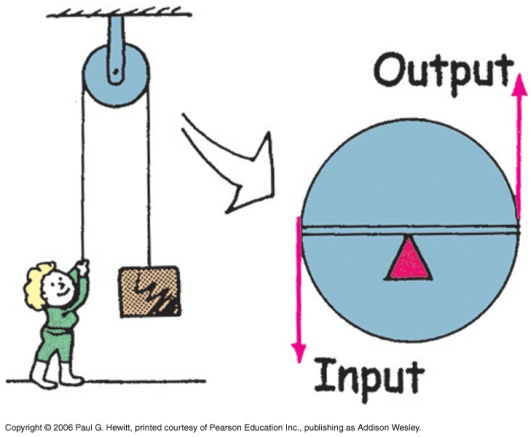 Output
Input
Copyright © 2006 Paul G. Hewitt, printed courtesy of Pearson Education Inc., publishing as Addison Wesley.